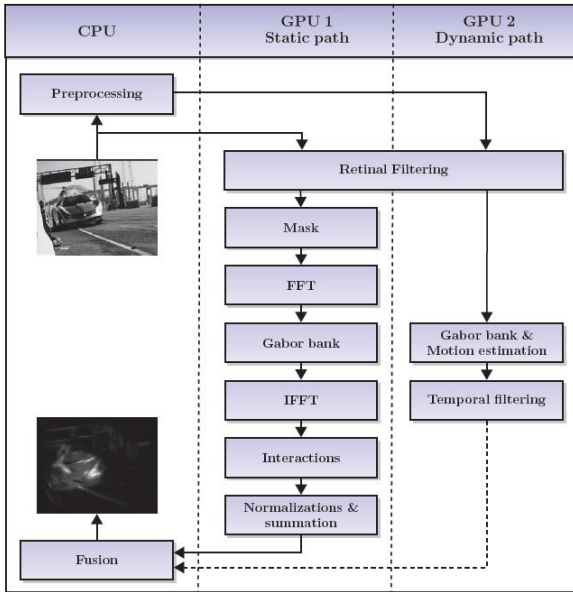 CPU
GPU 1
Static path
GPU 2
Dynamic path
Preprocessing
Retinal Filtering
Mask
FFT
Gabor bank
Gabor bank &
Motion estimation
IFFT
Temporal filtering
Interactions
Normalizations &
summation
Fusion